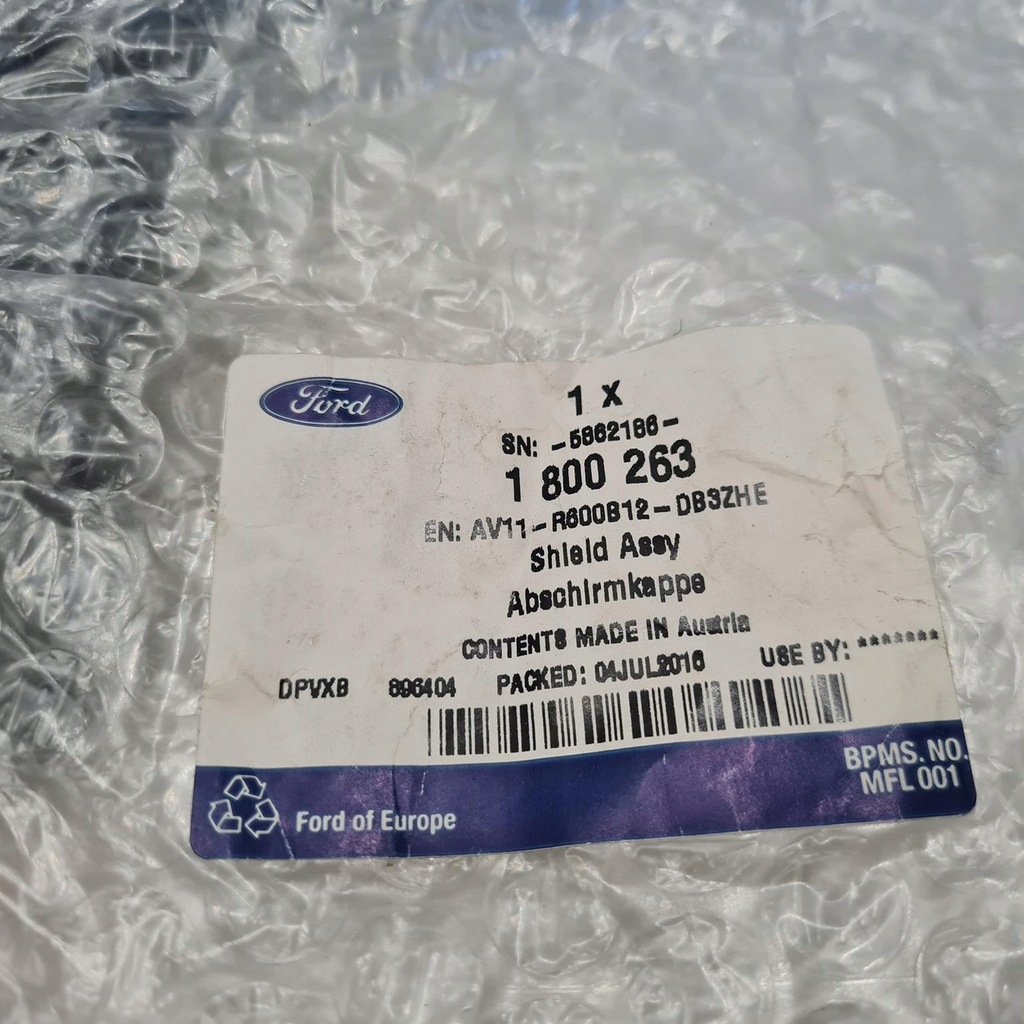 Ford
1 X
SN: -5662186-
1 800 263
EN: AV11-R600B12-DB3ZHE
Shield Assy
Abschirmkappe
CONTENTS MADE IN Austria
DPVXB 896404 PACKED: 04JUL2016 USE BY: *******
BPMS. NO.
MFL 001
Ford of Europe